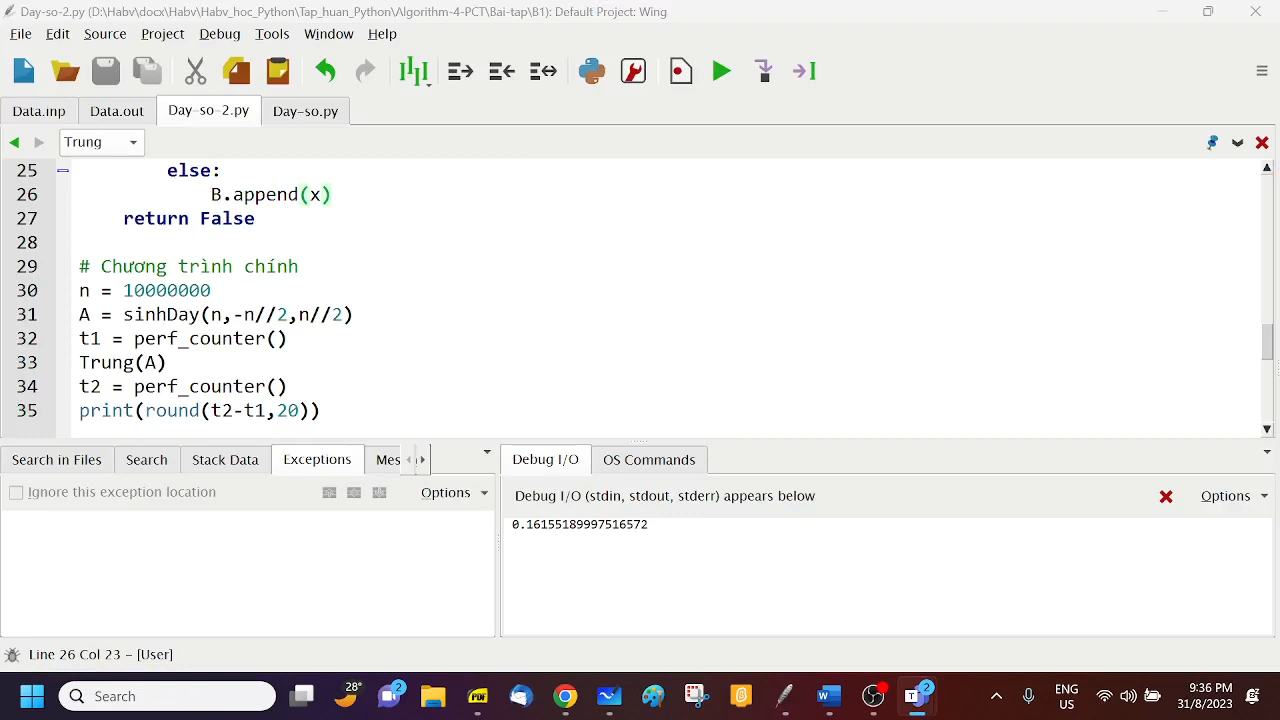 Day-so-2.py (D:\Habv\docx\Habv\Habv_hoc_Python\Tap_huan_Python\Algorithm-4-PCT\Bai-tap\B1): Default Project: Wing
File Edit Source Project Debug Tools Window Help
Data.inp Data.out Day-so-2.py Day-so.py
Trung
25 else:
26 B.append(x)
27 return False
28
29 # Chương trình chính
30 n = 10000000
31 A = sinhDay(n,-n//2,n//2)
32 t1 = perf_counter()
33 Trung(A)
34 t2 = perf_counter()
35 print(round(t2-t1,20))
Search in Files Search Stack Data Exceptions Mes
Debug I/O OS Commands
Ignore this exception location Options
Debug I/O (stdin, stdout, stderr) appears below Options
0.16155189997516572
Line 26 Col 23 – [User]
Search 28° 2 PDF 2 ENG 9:36 PM
US 31/8/2023